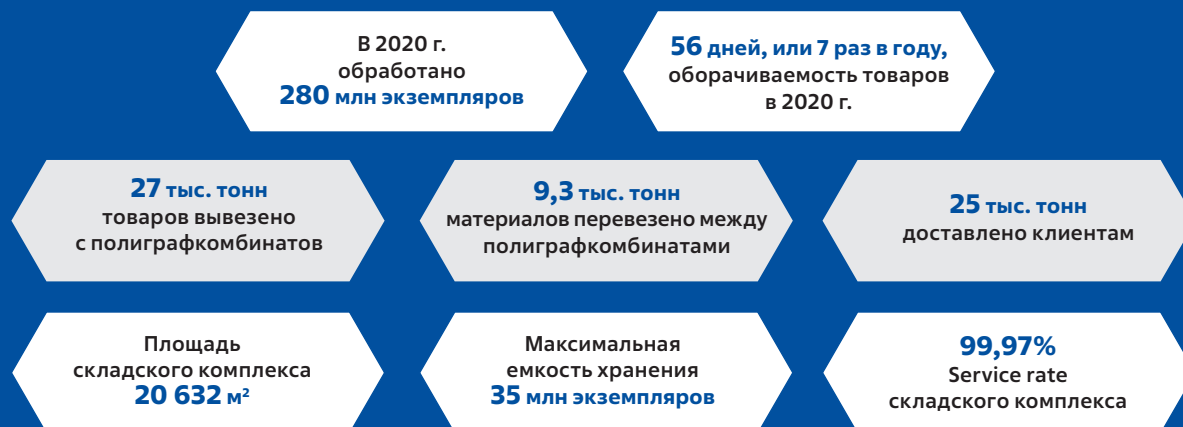 В 2020 г.
обработано
280 млн экземпляров
56 дней, или 7 раз в году,
оборачиваемость товаров
в 2020 г.
27 тыс. тонн
товаров вывезено
с полиграфкомбинатов
9,3 тыс. тонн
материалов перевезено между
полиграфкомбинатами
25 тыс. тонн
доставлено клиентам
Площадь
складского комплекса
20 632 м²
Максимальная
емкость хранения
35 млн экземпляров
99,97%
Service rate
складского комплекса